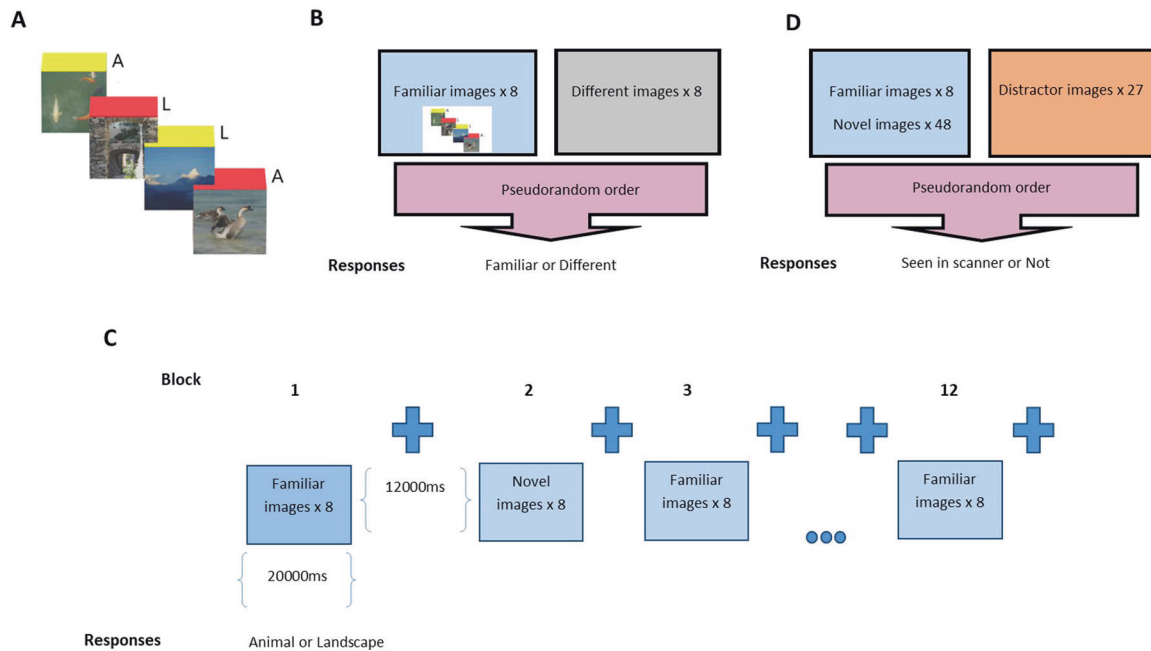 A
A
L
L
A
B
Familiar images x 8
Different images x 8
A
L
L
A
Pseudorandom order
Responses
Familiar or Different
D
Familiar images x 8
Novel images x 48
Distractor images x 27
Pseudorandom order
Responses
Seen in scanner or Not
C
Block
1
2
3
12
Familiar
images x 8
12000ms
Novel
images x 8
Familiar
images x 8
Familiar
images x 8
20000ms
Responses
Animal or Landscape